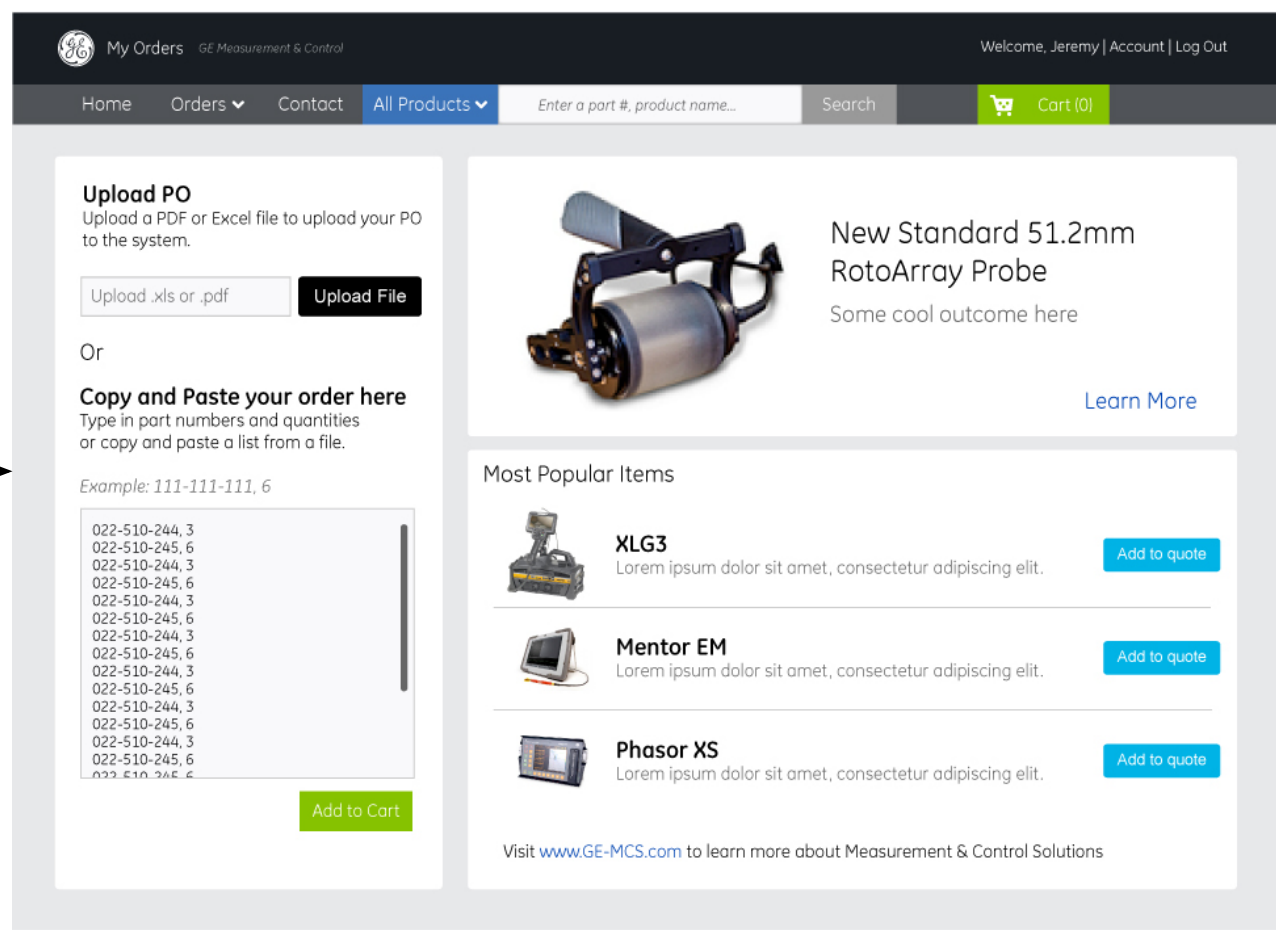 GE My Orders GE Measurement & Control
Welcome, Jeremy | Account | Log Out
Home Orders Contact All Products Enter a part #, product name... Search Cart (0)
Upload PO
Upload a PDF or Excel file to upload your PO
to the system.
Upload .xls or .pdf Upload File
Or
Copy and Paste your order here
Type in part numbers and quantities
or copy and paste a list from a file.
Example: 111-111-111, 6
022-510-244, 3
022-510-245, 6
022-510-244, 3
022-510-245, 6
022-510-244, 3
022-510-245, 6
022-510-244, 3
022-510-245, 6
022-510-244, 3
022-510-245, 6
022-510-244, 3
022-510-245, 6
022-510-244, 3
022-510-245, 6
022-510-245, 6
Add to Cart
New Standard 51.2mm
RotoArray Probe
Some cool outcome here
Learn More
Most Popular Items
XLG3
Lorem ipsum dolor sit amet, consectetur adipiscing elit.
Add to quote
Mentor EM
Lorem ipsum dolor sit amet, consectetur adipiscing elit.
Add to quote
Phasor XS
Lorem ipsum dolor sit amet, consectetur adipiscing elit.
Add to quote
Visit www.GE-MCS.com to learn more about Measurement & Control Solutions